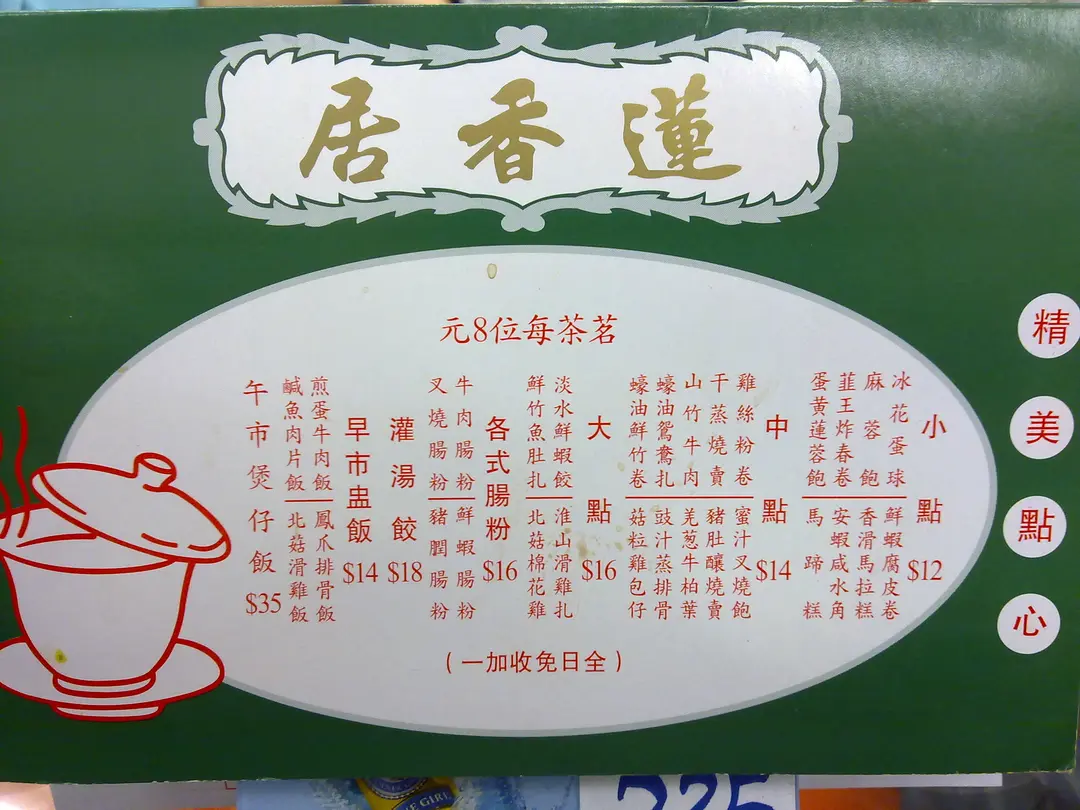 蓮香居
精美點心
茗茶每位8元
小點 $12
冰花蛋球
麻蓉飽
韮王炸春卷
蛋黄蓮蓉飽
鮮蝦腐皮卷
香滑馬拉糕
安蝦咸水角
馬蹄糕
中點 $14
雞絲粉卷
干蒸燒賣
山竹牛肉
蠔油鴛鴦扎
蠔油鮮竹卷
蜜汁叉燒飽
豬肚釀燒賣
羌葱牛柏葉
豉汁蒸排骨
菇粒雞包仔
大點 $16
淡水鮮蝦餃
鮮竹魚肚扎
淮山滑雞扎
北菇棉花雞
各式腸粉 $16
牛肉腸粉
叉燒腸粉
鮮蝦腸粉
豬膶腸粉
灌湯餃 $18
早市盅飯 $14
煎蛋牛肉飯
鹹魚肉片飯
鳳爪排骨飯
北菇滑雞飯
午市煲仔飯 $35
(全日免收加一)
225